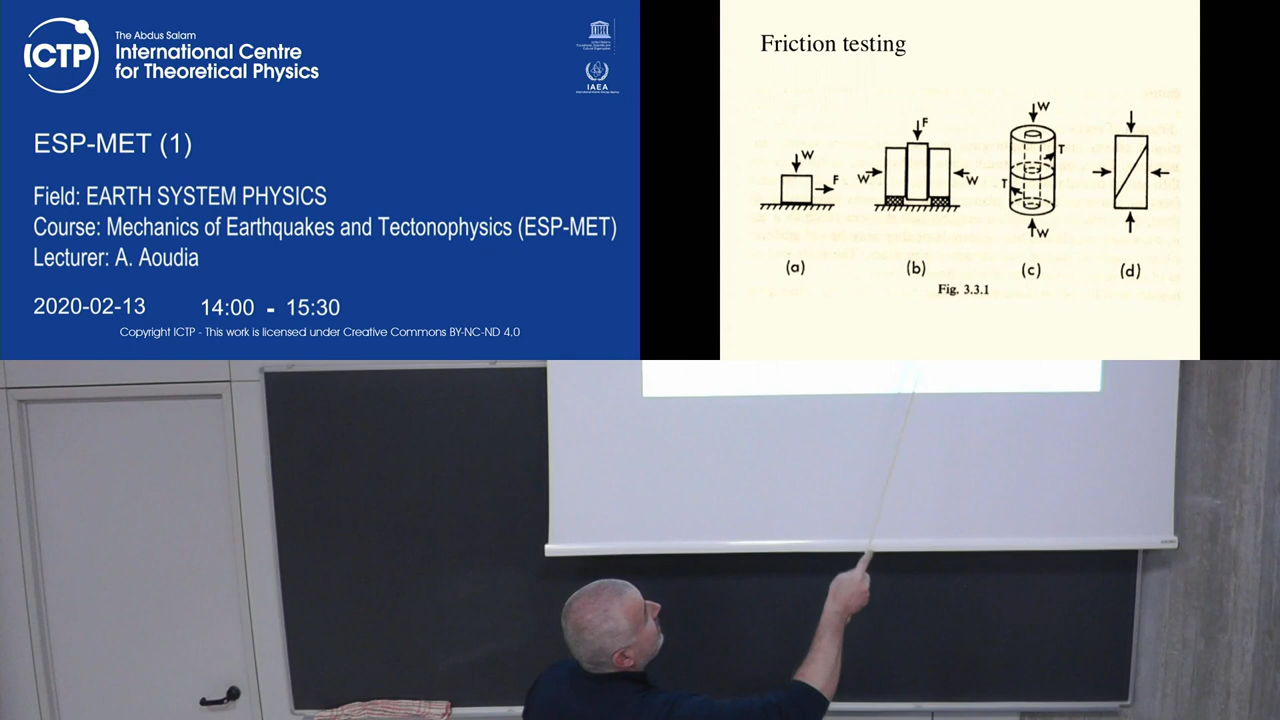 ICTP
The Abdus Salam
International Centre
for Theoretical Physics
IAEA
ESP-MET (1)
Field: EARTH SYSTEM PHYSICS
Course: Mechanics of Earthquakes and Tectonophysics (ESP-MET)
Lecturer: A. Aoudia
2020-02-13 14:00 - 15:30
Copyright ICTP - This work is licensed under Creative Commons BY-NC-ND 4.0
Friction testing
W
F
F
W
W
W
T
T
W
(a) (b) (c) (d)
Fig. 3.3.1